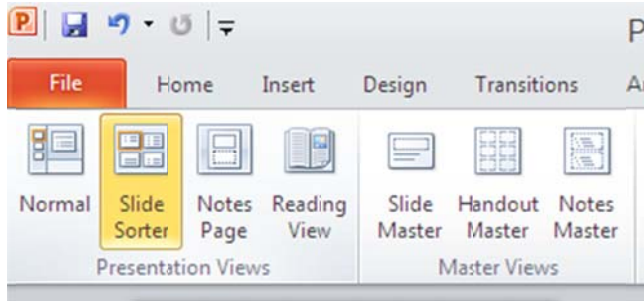 P
File Home Insert Design Transitions
Normal Slide Sorter Notes Page Reading View Slide Master Handout Master Notes Master
Presentation Views Master Views